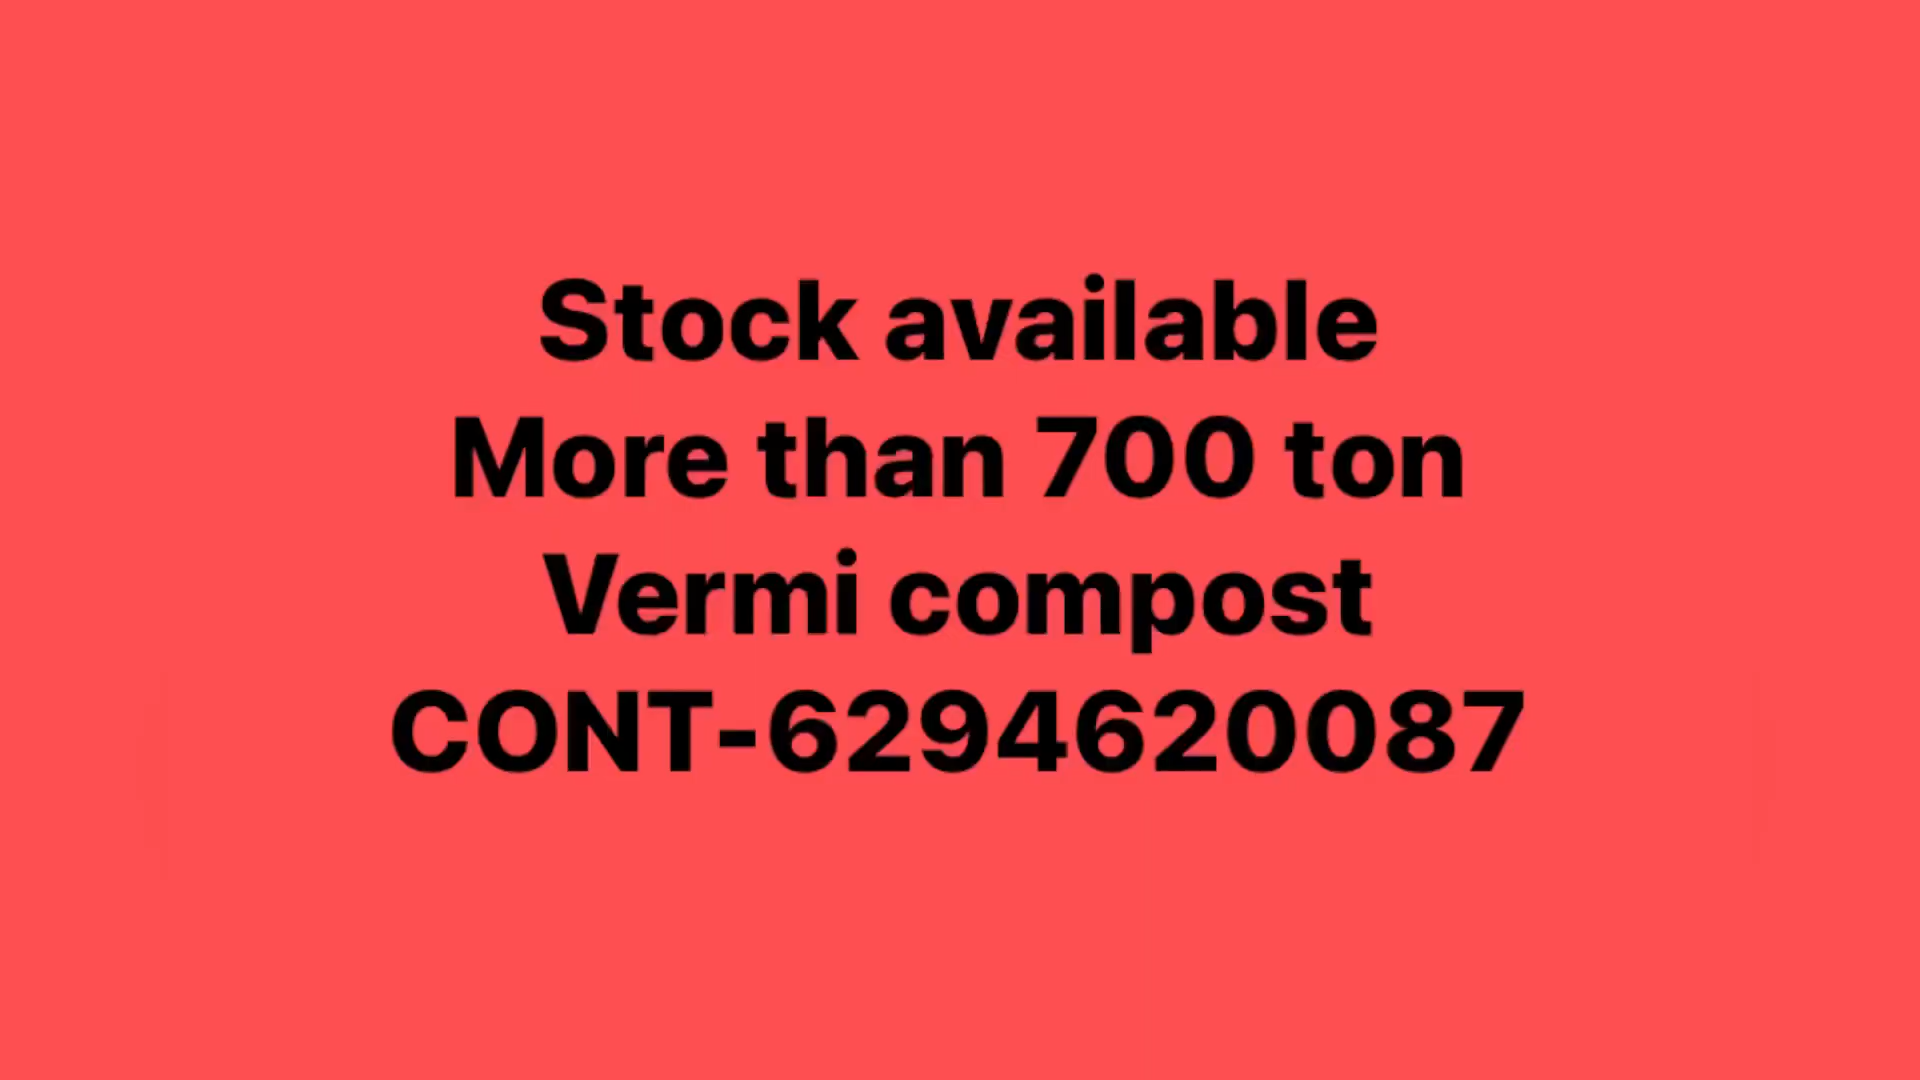 Stock available
More than 700 ton
Vermi compost
CONT-6294620087